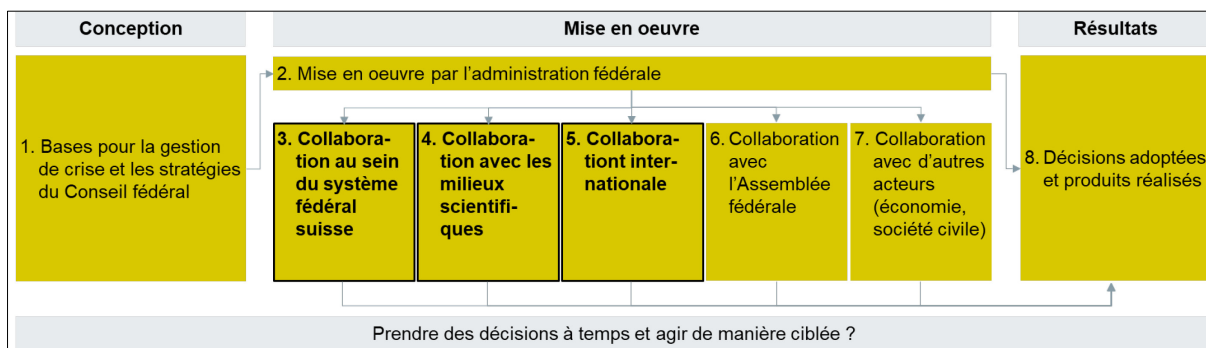 Conception
Mise en oeuvre
Résultats
2. Mise en oeuvre par l'administration fédérale
1. Bases pour la gestion
de crise et les stratégies
du Conseil fédéral
3. Collabora-
tion au sein
du système
fédéral
suisse
4. Collabora-
tion avec les
milieux
scientifi-
ques
5. Collaborationt inter-
nationale
6. Collaboration
avec
l'Assemblée
fédérale
7. Collaboration
avec d'autres
acteurs
(économie,
société civile)
8. Décisions adoptées
et produits réalisés
Prendre des décisions à temps et agir de manière ciblée ?